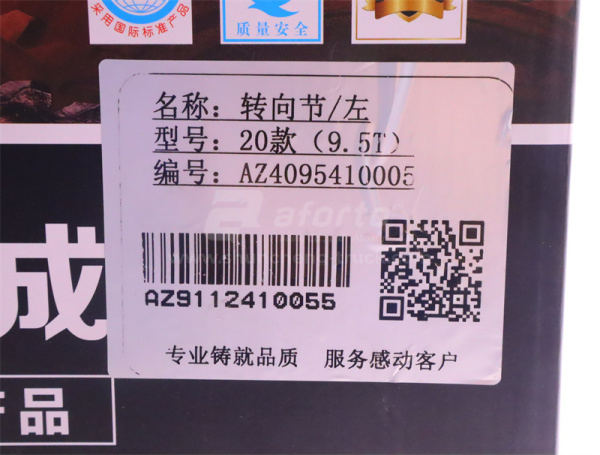 采用国际标准产品
质量安全
名称：转向节/左
型号：20款（9.5T）
编号：AZ4095410005
aforto
AZ9112410055
专业铸就品质 服务感动客户
成
产品